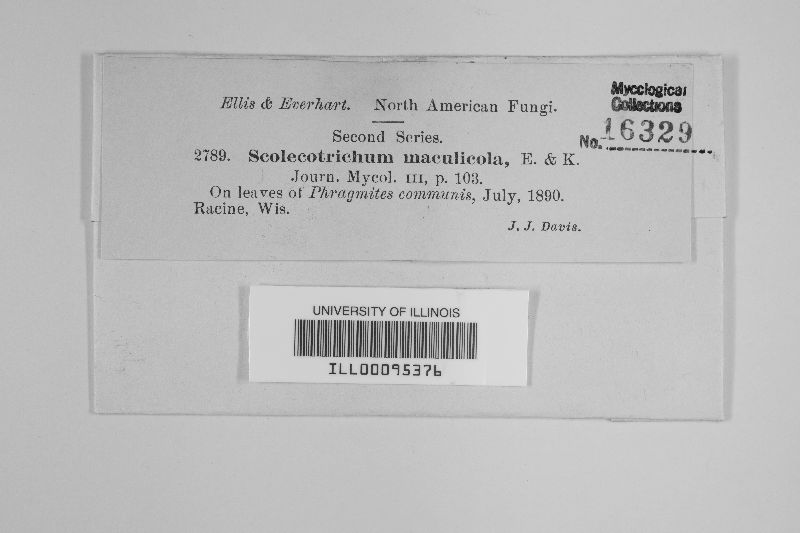 Ellis & Everhart. North American Fungi.
Second Series.
Mycological
Collections
No. 16329
2789. Scolecotrichum maculicola, E. & K.
Journ. Mycol. III, p. 103.
On leaves of Phragmites communis, July, 1890.
Racine, Wis.
J. J. Davis.
UNIVERSITY OF ILLINOIS
ILL00095376